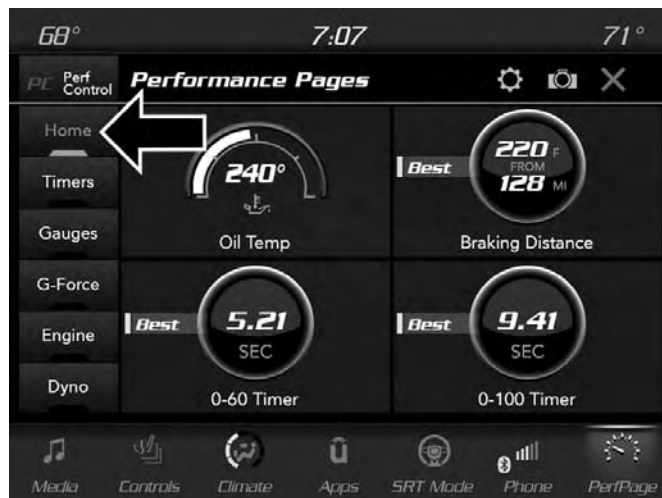 68° 7:07 71°
PC Perf Control Performance Pages
Home
Timers
Gauges
G-Force
Engine
Dyno
240°
Oil Temp
Best
220 F
FROM
128 MI
Braking Distance
Best
5.21
SEC
0-60 Timer
Best
9.41
SEC
0-100 Timer
Media Controls Climate û Apps SRT Mode Phone PerfPage